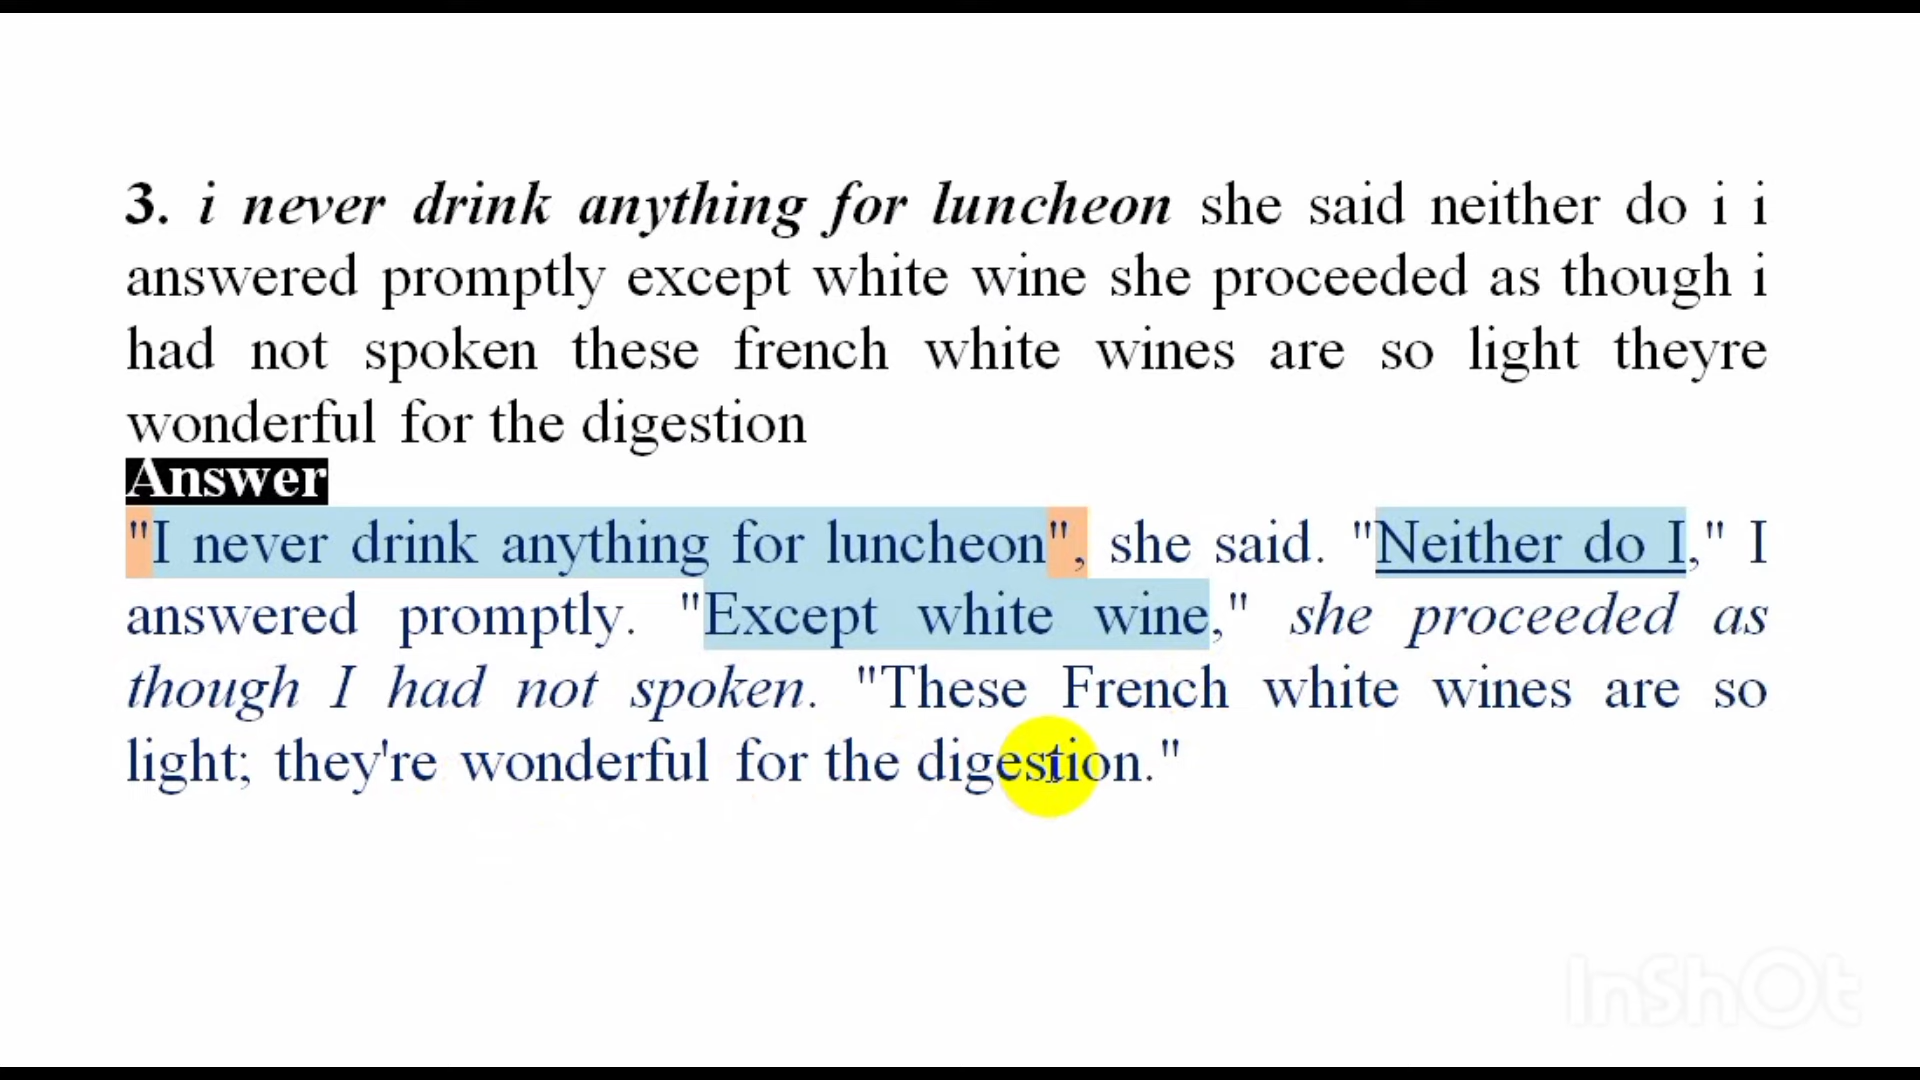 3. i never drink anything for luncheon she said neither do i i
answered promptly except white wine she proceeded as though i
had not spoken these french white wines are so light theyre
wonderful for the digestion
Answer
"I never drink anything for luncheon", she said. "Neither do I," I
answered promptly. "Except white wine," she proceeded as
though I had not spoken. "These French white wines are so
light; they're wonderful for the digestion."
InShOt